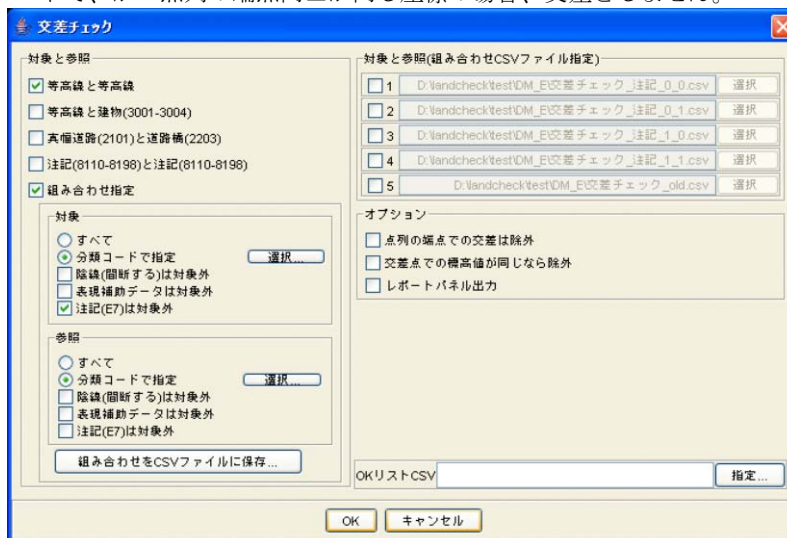 交差チェック
対象と参照
等高線と等高線
等高線と建物(3001-3004)
真幅道路(2101)と道路橋(2203)
注記(8110-8198)と注記(8110-8198)
組み合わせ指定
対象
すべて
分類コードで指定 選択...
陰線(間断する)は対象外
表現補助データは対象外
注記(E7)は対象外
参照
すべて
分類コードで指定 選択...
陰線(間断する)は対象外
表現補助データは対象外
注記(E7)は対象外
組み合わせをCSVファイルに保存...
対象と参照(組み合わせCSVファイル指定)
1 D:\landcheck\test\DM_E\交差チェック_注記_0_0.csv 選択
2 D:\landcheck\test\DM_E\交差チェック_注記_0_1.csv 選択
3 D:\landcheck\test\DM_E\交差チェック_注記_1_0.csv 選択
4 D:\landcheck\test\DM_E\交差チェック_注記_1_1.csv 選択
5 D:\landcheck\test\DM_E\交差チェック_old.csv 選択
オプション
点列の端点での交差は除外
交差点での標高値が同じなら除外
レポートパネル出力
OKリストCSV 指定...
OK キャンセル